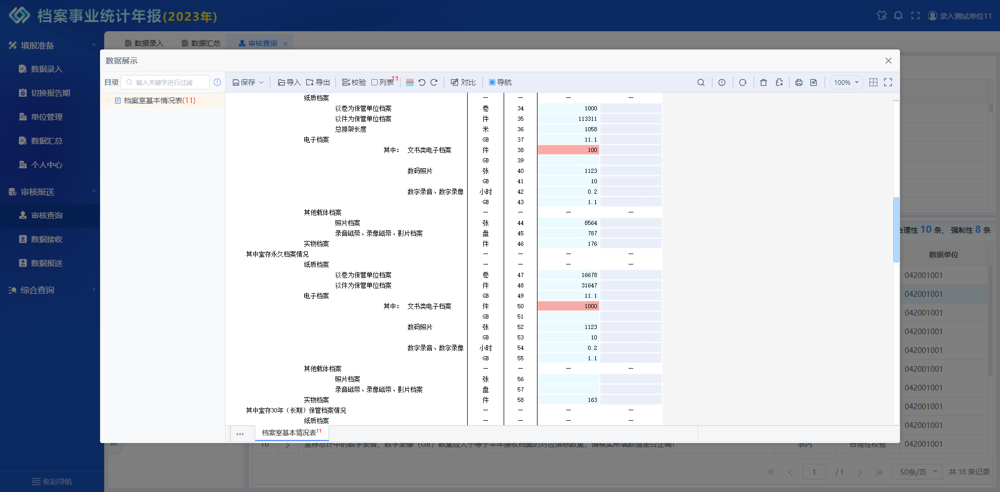 档案事业统计年报(2023年)
录入测试单位11
填报准备
数据录入
切换报告期
单位管理
数据汇总
个人中心
审核报送
审核查询
数据接收
数据报送
综合查询
收起导航
数据录入 数据汇总 审核查询 ×
数据展示
目录 输入关键字进行过滤
档案室基本情况表(11)
保存 导入 导出 校验 列表 11 对比 导航 100%
纸质档案 — — — —
以卷为保管单位档案 卷 34 1000
以件为保管单位档案 件 35 113311
总排架长度 米 36 1058
电子档案 GB 37 11.1
其中： 文书类电子档案 件 38 100
GB 39
数码照片 张 40 1123
GB 41 10
数字录音、数字录像 小时 42 0.2
GB 43 1.1
其他载体档案 — — — —
照片档案 张 44 8564
录音磁带、录像磁带、影片档案 盘 45 787
实物档案 件 46 176
其中室存永久档案情况 — — — —
纸质档案 — — — —
以卷为保管单位档案 卷 47 16678
以件为保管单位档案 件 48 31647
电子档案 GB 49 11.1
其中： 文书类电子档案 件 50 1000
GB 51
数码照片 张 52 1123
GB 53 10
数字录音、数字录像 小时 54 0.2
GB 55 1.1
其他载体档案 — — — —
照片档案 张 56
录音磁带、录像磁带、影片档案 盘 57
实物档案 件 58 163
其中室存30年（长期）保管档案情况 — — — —
纸质档案 — — — —
··· 档案室基本情况表11
理性 10 条、 强制性 8 条
数据单位
042001001
042001001
042001001
042001001
042001001
042001001
042001001
042001001
042001001
042001001
10 室存总计中的数字录音、数字录像（GB）数量应大于等于本年接收档案的对应指标数量，请核实所填数值是否正确! 表内 合理性校验
1 / 1 50条/页 共 18 条记录